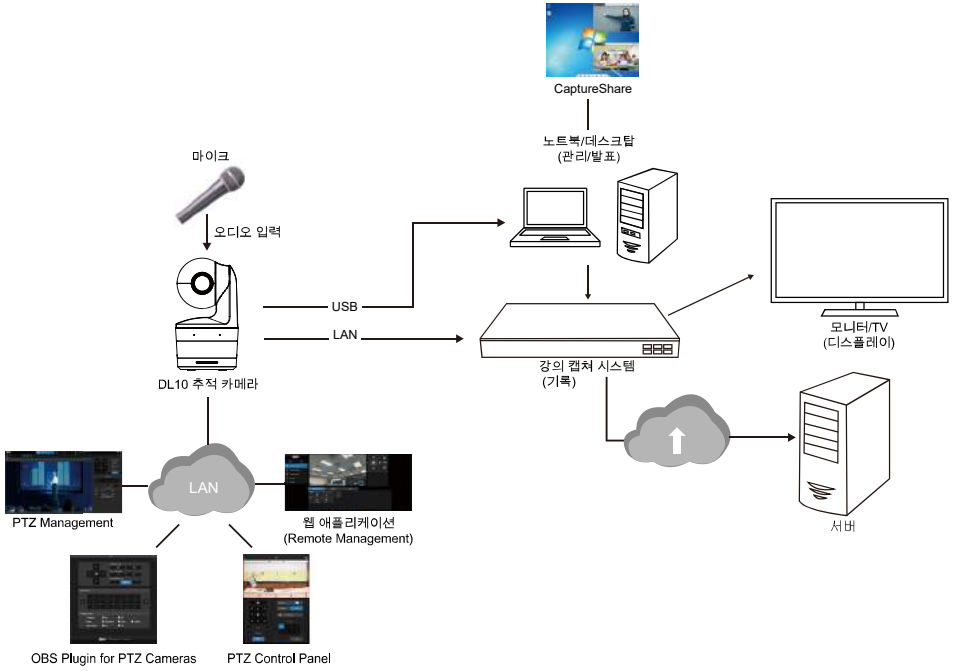 CaptureShare
노트북/데스크탑
(관리/발표)
마이크
오디오 입력
USB
LAN
DL10 추적 카메라
강의 캡쳐 시스템
(기록)
모니터/TV
(디스플레이)
서버
LAN
PTZ Management
웹 애플리케이션
(Remote Management)
OBS Plugin for PTZ Cameras
PTZ Control Panel